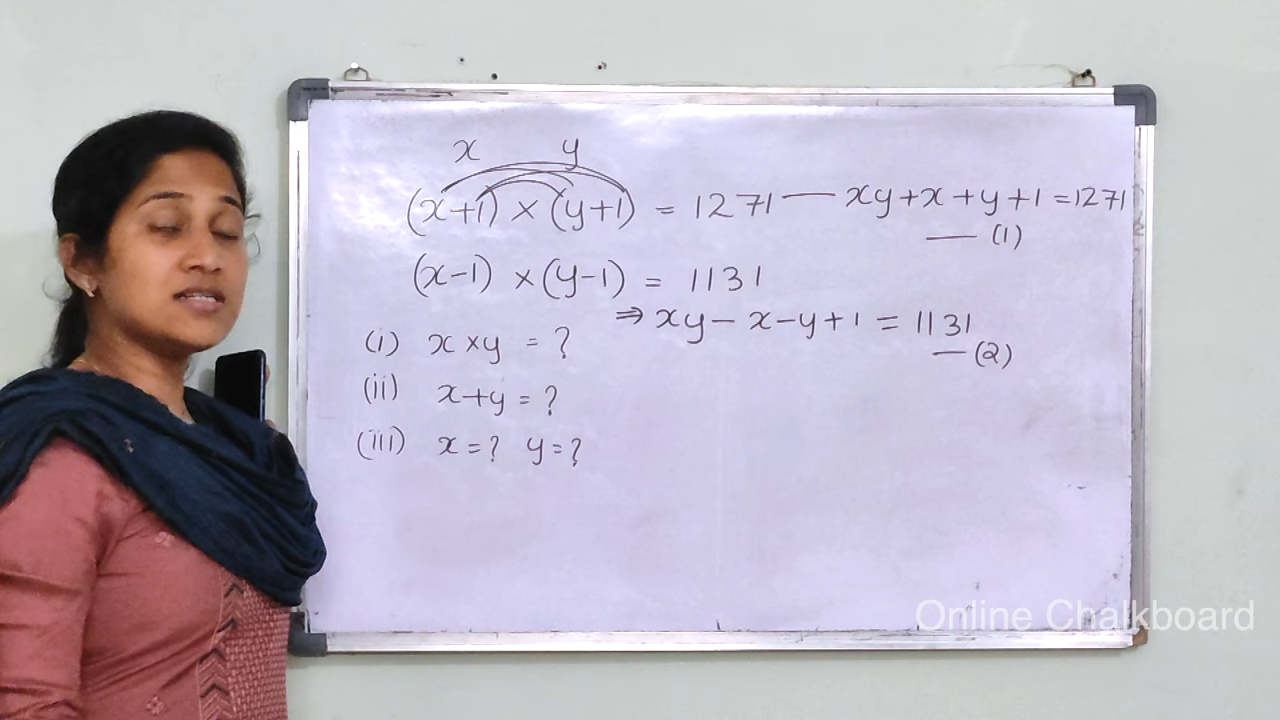 x y
(x+1) × (y+1) = 1271 — xy+x+y+1=1271
— (1)
(x-1) × (y-1) = 1131
⇒ xy-x-y+1 = 1131
— (2)
(i) x×y = ?
(ii) x+y = ?
(iii) x=? y=?
Online Chalkboard